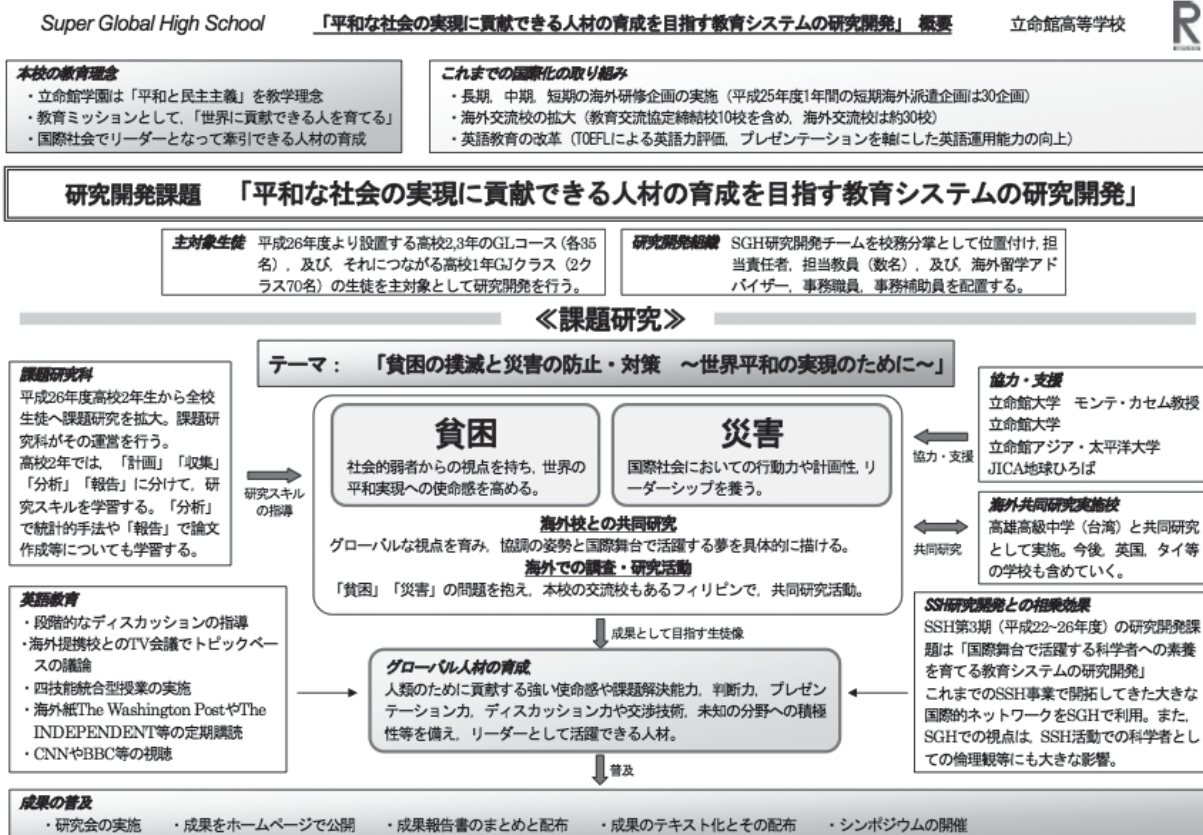 Super Global High School 「平和な社会の実現に貢献できる人材の育成を目指す教育システムの研究開発」 概要 立命館高等学校
R
本校の教育理念
・立命館学園は「平和と民主主義」を教学理念
・教育ミッションとして,「世界に貢献できる人を育てる」
・国際社会でリーダーとなって牽引できる人材の育成
これまでの国際化の取り組み
・長期, 中期, 短期の海外研修企画の実施（平成25年度1年間の短期海外派遣企画は30企画）
・海外交流校の拡大（教育交流協定締結校10校を含め, 海外交流校は約30校）
・英語教育の改革（TOEFLによる英語力評価, プレゼンテーションを軸にした英語運用能力の向上）
研究開発課題 「平和な社会の実現に貢献できる人材の育成を目指す教育システムの研究開発」
主対象生徒 平成26年度より設置する高校2,3年のGLコース（各35
名）, 及び, それにつながる高校1年GJクラス（2ク
ラス70名）の生徒を主対象として研究開発を行う。
研究開発組織 SGH研究開発チームを校務分掌として位置付け, 担
当責任者, 担当教員（数名）, 及び, 海外留学アド
バイザー, 事務職員, 事務補助員を配置する。
≪課題研究≫
テーマ： 「貧困の撲滅と災害の防止・対策 ～世界平和の実現のために～」
課題研究科
平成26年度高校2年生から全校
生徒へ課題研究を拡大。課題研
究科がその運営を行う。
高校2年では, 「計画」「収集」
「分析」「報告」に分けて, 研
究スキルを学習する。「分析」
で統計的手法や「報告」で論文
作成等についても学習する。
研究スキル
の指導
貧困
社会的弱者からの視点を持ち, 世界の
平和実現への使命感を高める。
災害
国際社会においての行動力や計画性, リ
ーダーシップを養う。
海外校との共同研究
グローバルな視点を育み, 協調の姿勢と国際舞台で活躍する夢を具体的に描ける。
海外での調査・研究活動
「貧困」「災害」の問題を抱え, 本校の交流校もあるフィリピンで, 共同研究活動。
協力・支援
協力・支援
立命館大学 モンテ・カセム教授
立命館大学
立命館アジア・太平洋大学
JICA地球ひろば
共同研究
海外共同研究実施校
高雄高級中学（台湾）と共同研究
として実施。今後, 英国, タイ等
の学校も含めていく。
英語教育
・段階的なディスカッションの指導
・海外提携校とのTV会議でトピックベー
スの議論
・四技能統合型授業の実施
・海外紙The Washington PostやThe
INDEPENDENT等の定期購読
・CNNやBBC等の視聴
成果として目指す生徒像
グローバル人材の育成
人類のために貢献する強い使命感や課題解決能力, 判断力, プレゼン
テーション力, ディスカッション力や交渉技術, 未知の分野への積極
性等を備え, リーダーとして活躍できる人材。
SSH研究開発との相乗効果
SSH第3期（平成22~26年度）の研究開発課
題は「国際舞台で活躍する科学者への素養
を育てる教育システムの研究開発」
これまでのSSH事業で開拓してきた大きな
国際的ネットワークをSGHで利用。また,
SGHでの視点は, SSH活動での科学者とし
ての倫理観等にも大きな影響。
普及
成果の普及
・研究会の実施 ・成果をホームページで公開 ・成果報告書のまとめと配布 ・成果のテキスト化とその配布 ・シンポジウムの開催